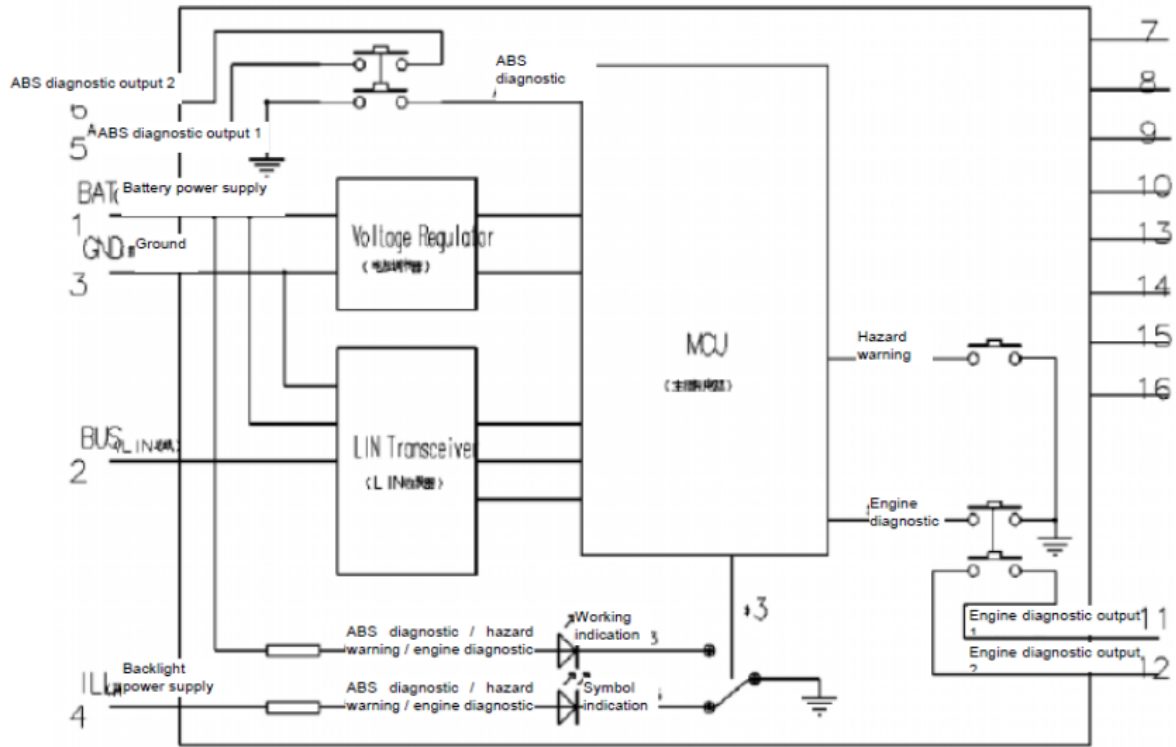 7
ABS
diagnostic
ABS diagnostic output 2
8
6
ABS diagnostic output 1
5
9
BAT
Battery power supply
10
1
Voltage Regulator
13
GND
Ground
3
14
MCU
Hazard
warning
15
16
BUS
LIN Transceiver
2
Engine
diagnostic
*3
Working
indication
3
ABS diagnostic / hazard
warning / engine diagnostic
Engine diagnostic output
1
11
Engine diagnostic output
2
12
ILL
Backlight
power supply
4
ABS diagnostic / hazard
warning / engine diagnostic
Symbol
indication